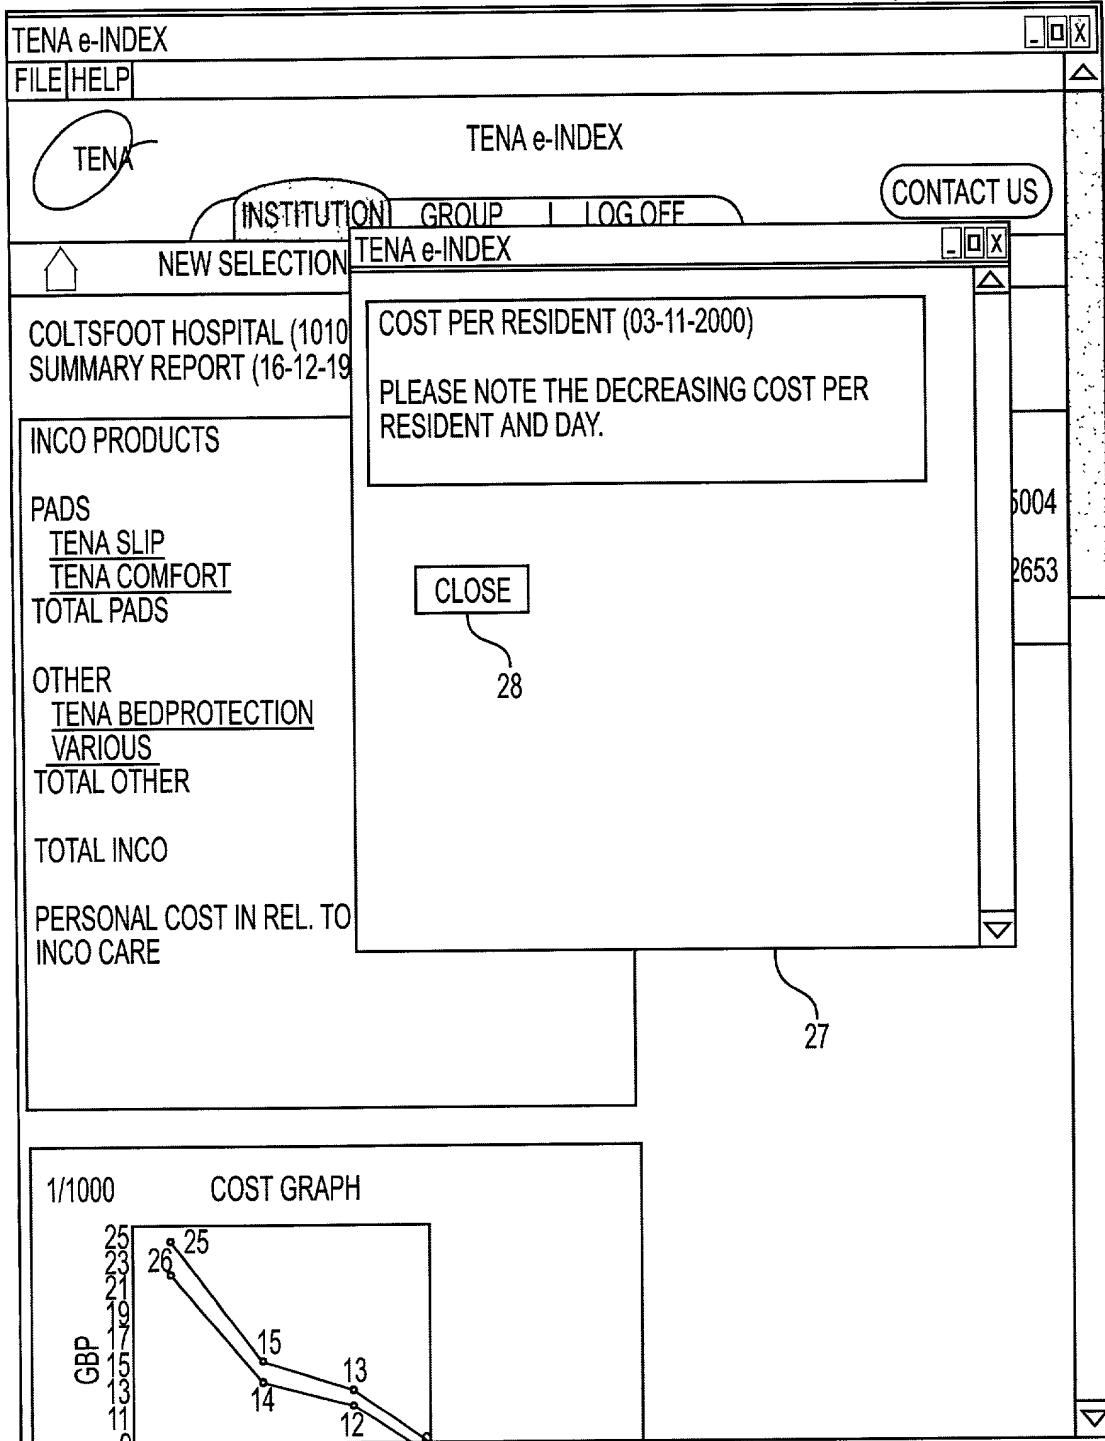 TENA e-INDEX
FILE HELP
TENA
TENA e-INDEX
CONTACT US
INSTITUTION GROUP | LOG OFF
NEW SELECTION
TENA e-INDEX
COST PER RESIDENT (03-11-2000)
PLEASE NOTE THE DECREASING COST PER
RESIDENT AND DAY.
CLOSE
28
27
COLTSFOOT HOSPITAL (1010
SUMMARY REPORT (16-12-19
INCO PRODUCTS
PADS
5004
TENA SLIP
TENA COMFORT
2653
TOTAL PADS
OTHER
TENA BEDPROTECTION
VARIOUS
TOTAL OTHER
TOTAL INCO
PERSONAL COST IN REL. TO
INCO CARE
1/1000 COST GRAPH
GBP
25
23
21
19
17
15
13
11
25
26
15
14
13
12